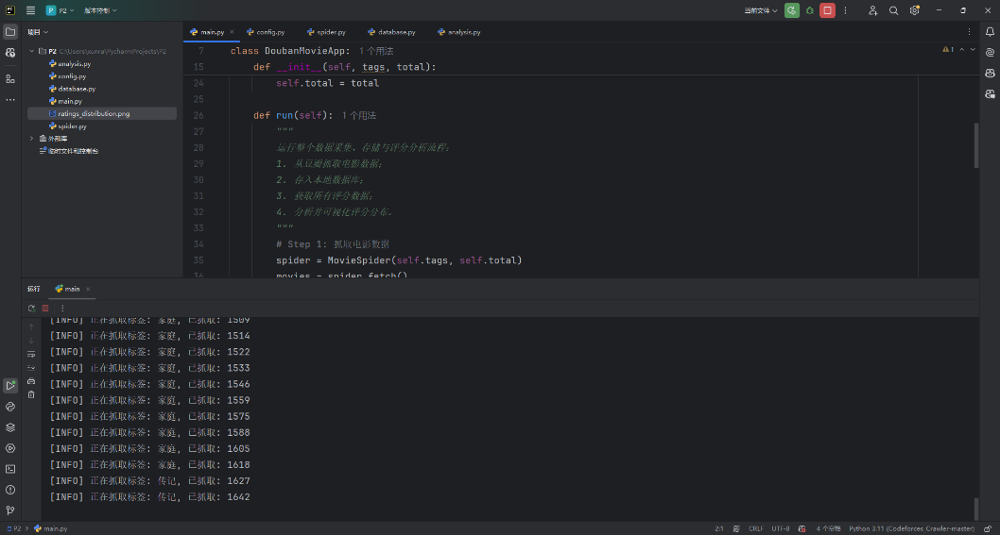 PC
P P2 版本控制 当前文件
项目
P2 C:\Users\xunra\PycharmProjects\P2
analysis.py
config.py
database.py
main.py
ratings_distribution.png
spider.py
外部库
临时文件和控制台
main.py config.py spider.py database.py analysis.py
7 class DoubanMovieApp: 1个用法
1
15 def __init__(self, tags, total):
24 self.total = total
25
26 def run(self): 1个用法
27 """
28 运行整个数据采集、存储与评分分析流程:
29 1. 从豆瓣抓取电影数据;
30 2. 存入本地数据库;
31 3. 获取所有评分数据;
32 4. 分析并可视化评分分布。
33 """
34 # Step 1: 抓取电影数据
35 spider = MovieSpider(self.tags, self.total)
36 movies = spider.fetch()
运行 main
[INFO] 正在抓取标签: 家庭, 已抓取: 1509
[INFO] 正在抓取标签: 家庭, 已抓取: 1514
[INFO] 正在抓取标签: 家庭, 已抓取: 1522
[INFO] 正在抓取标签: 家庭, 已抓取: 1533
[INFO] 正在抓取标签: 家庭, 已抓取: 1546
[INFO] 正在抓取标签: 家庭, 已抓取: 1559
[INFO] 正在抓取标签: 家庭, 已抓取: 1575
[INFO] 正在抓取标签: 家庭, 已抓取: 1588
[INFO] 正在抓取标签: 家庭, 已抓取: 1605
[INFO] 正在抓取标签: 家庭, 已抓取: 1618
[INFO] 正在抓取标签: 传记, 已抓取: 1627
[INFO] 正在抓取标签: 传记, 已抓取: 1642
P2 main.py 2:1 CRLF UTF-8 4 个空格 Python 3.11 (Codeforces_Crawler-master)